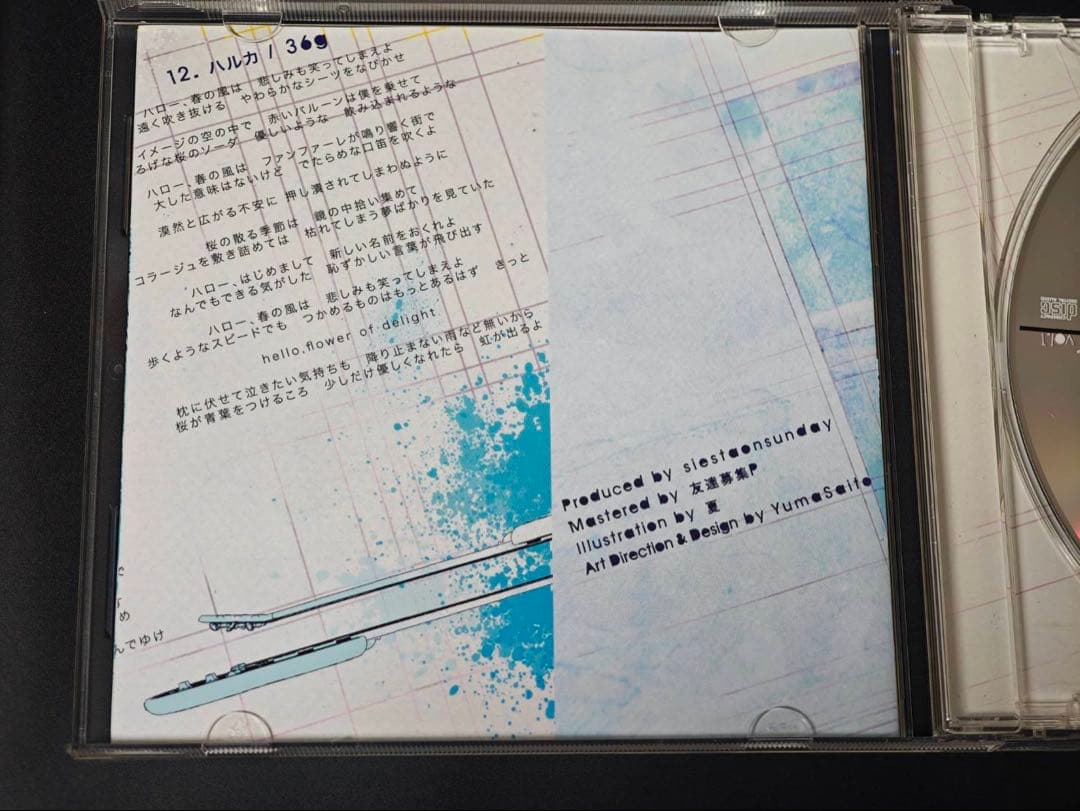 12. ハルカ / 36g
ハロー、春の風は　悲しみも笑ってしまえよ
遠く吹き抜ける　やわらかなシーツをなびかせ
イメージの空の中で　赤いバルーンは僕を乗せて
るげな桜のソーダ　優しいような　飲み込まれるような
ハロー、春の風は　ファンファーレが鳴り響く街で
大した意味はないけど　でたらめな口笛を吹くよ
漠然と広がる不安に 押し潰されてしまわぬように
桜の散る季節は　鏡の中拾い集めて
コラージュを敷き詰めては　枯れてしまう夢ばかりを見ていた
ハロー、はじめまして　新しい名前をおくれよ
なんでもできる気がした　恥ずかしい言葉が飛び出す
ハロー、春の風は　悲しみも笑ってしまえよ
歩くようなスピードでも　つかめるものはもっとあるはず　きっと
hello.flower of delight
枕に伏せて泣きたい気持ちも　降り止まない雨など無いから
桜が青葉をつけるころ　少しだけ優しくなれたら　虹が出るよ
め
んでゆけ
Produced by siestaonsunday
Mastered by 友達募集P
Illustration by 夏
Art Direction & Design by YumaSaito
COMPACT
disc
DIGITAL AUDIO
vol.1